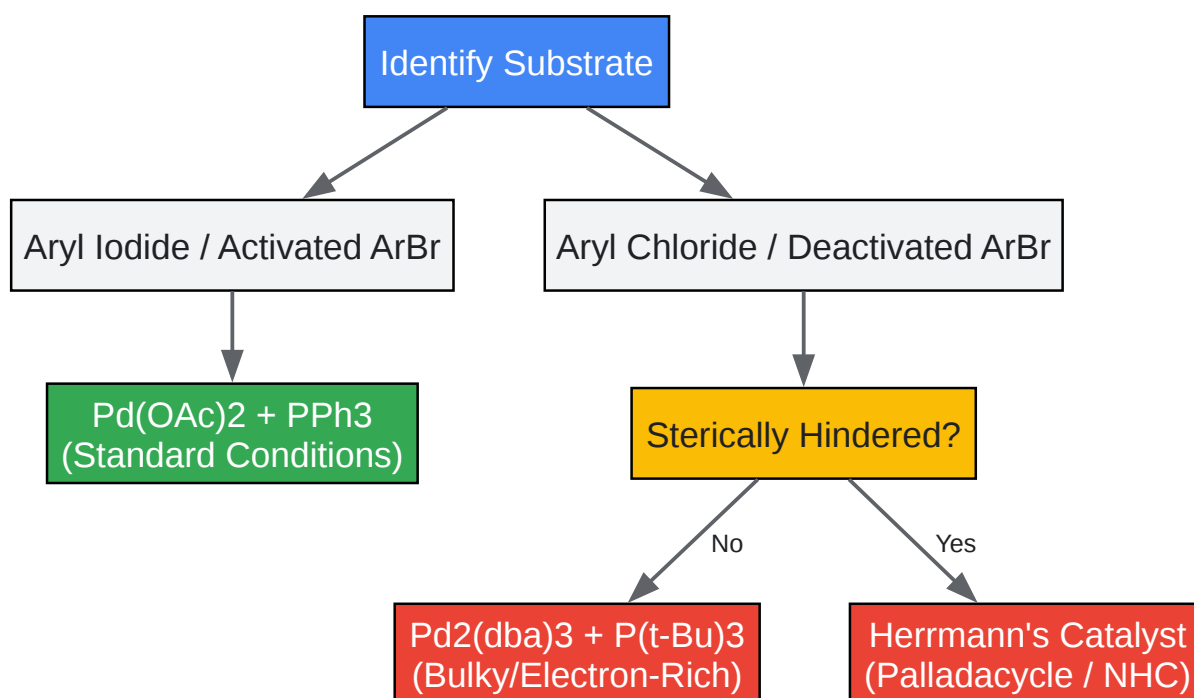 Identify Substrate
Aryl Iodide / Activated ArBr
Aryl Chloride / Deactivated ArBr
Pd(OAc)2 + PPh3
(Standard Conditions)
Sterically Hindered?
No
Yes
Pd2(dba)3 + P(t-Bu)3
(Bulky/Electron-Rich)
Herrmann's Catalyst
(Palladacycle / NHC)